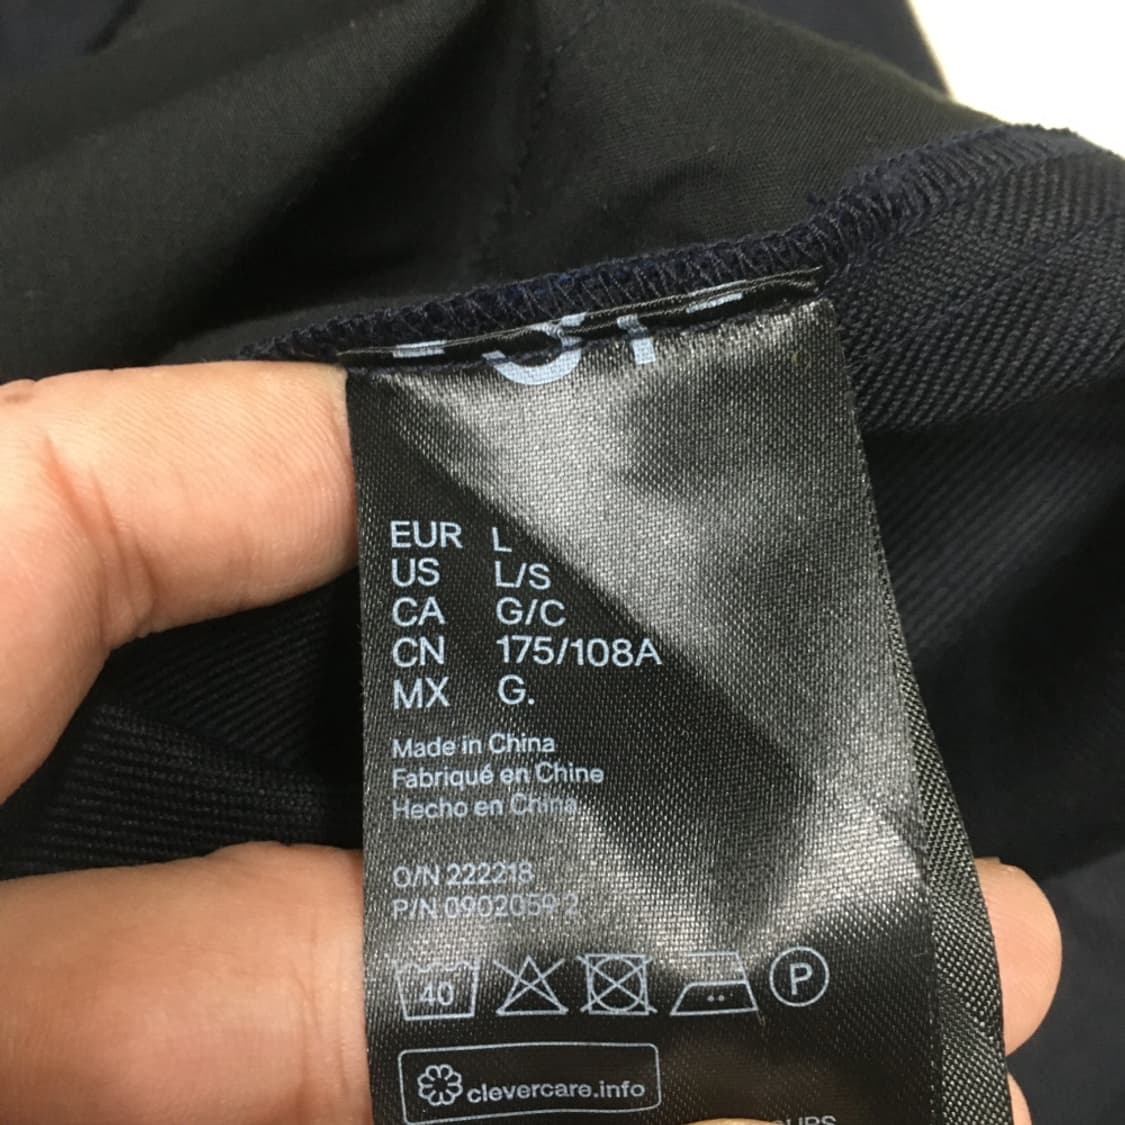 EUR L
US L/S
CA G/C
CN 175/108A
MX G.
Made in China
Fabriqué en Chine
Hecho en China
O/N 222218
P/N 0902059 2
40
P
clevercare.info